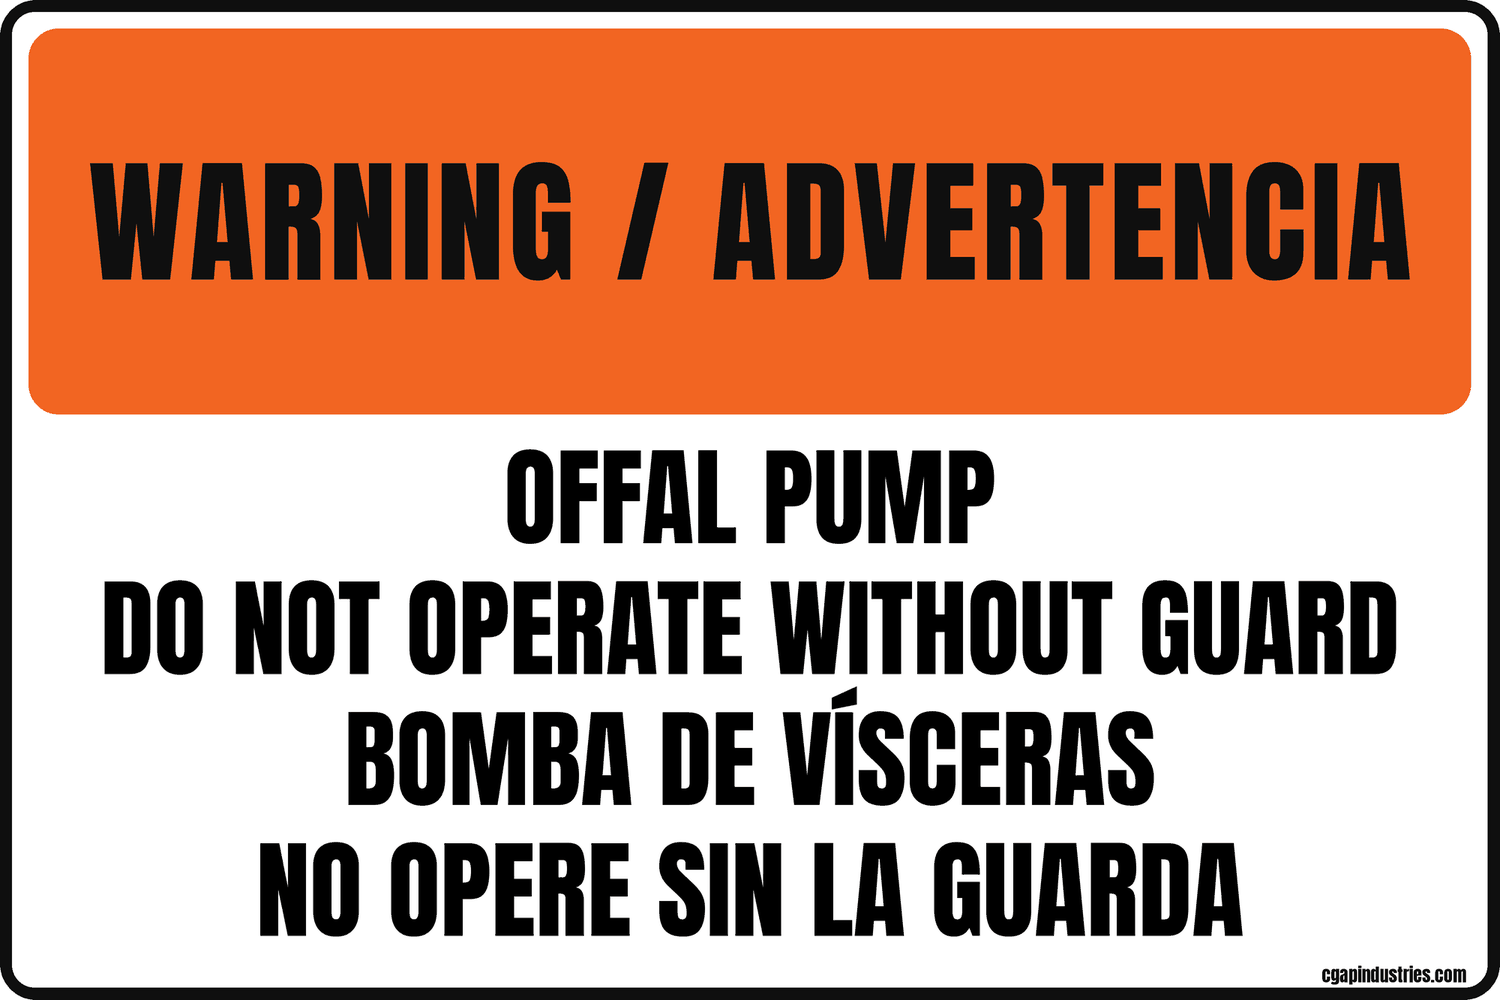 WARNING / ADVERTENCIA
OFFAL PUMP
DO NOT OPERATE WITHOUT GUARD
BOMBA DE VÍSCERAS
NO OPERE SIN LA GUARDA
cgapindustries.com